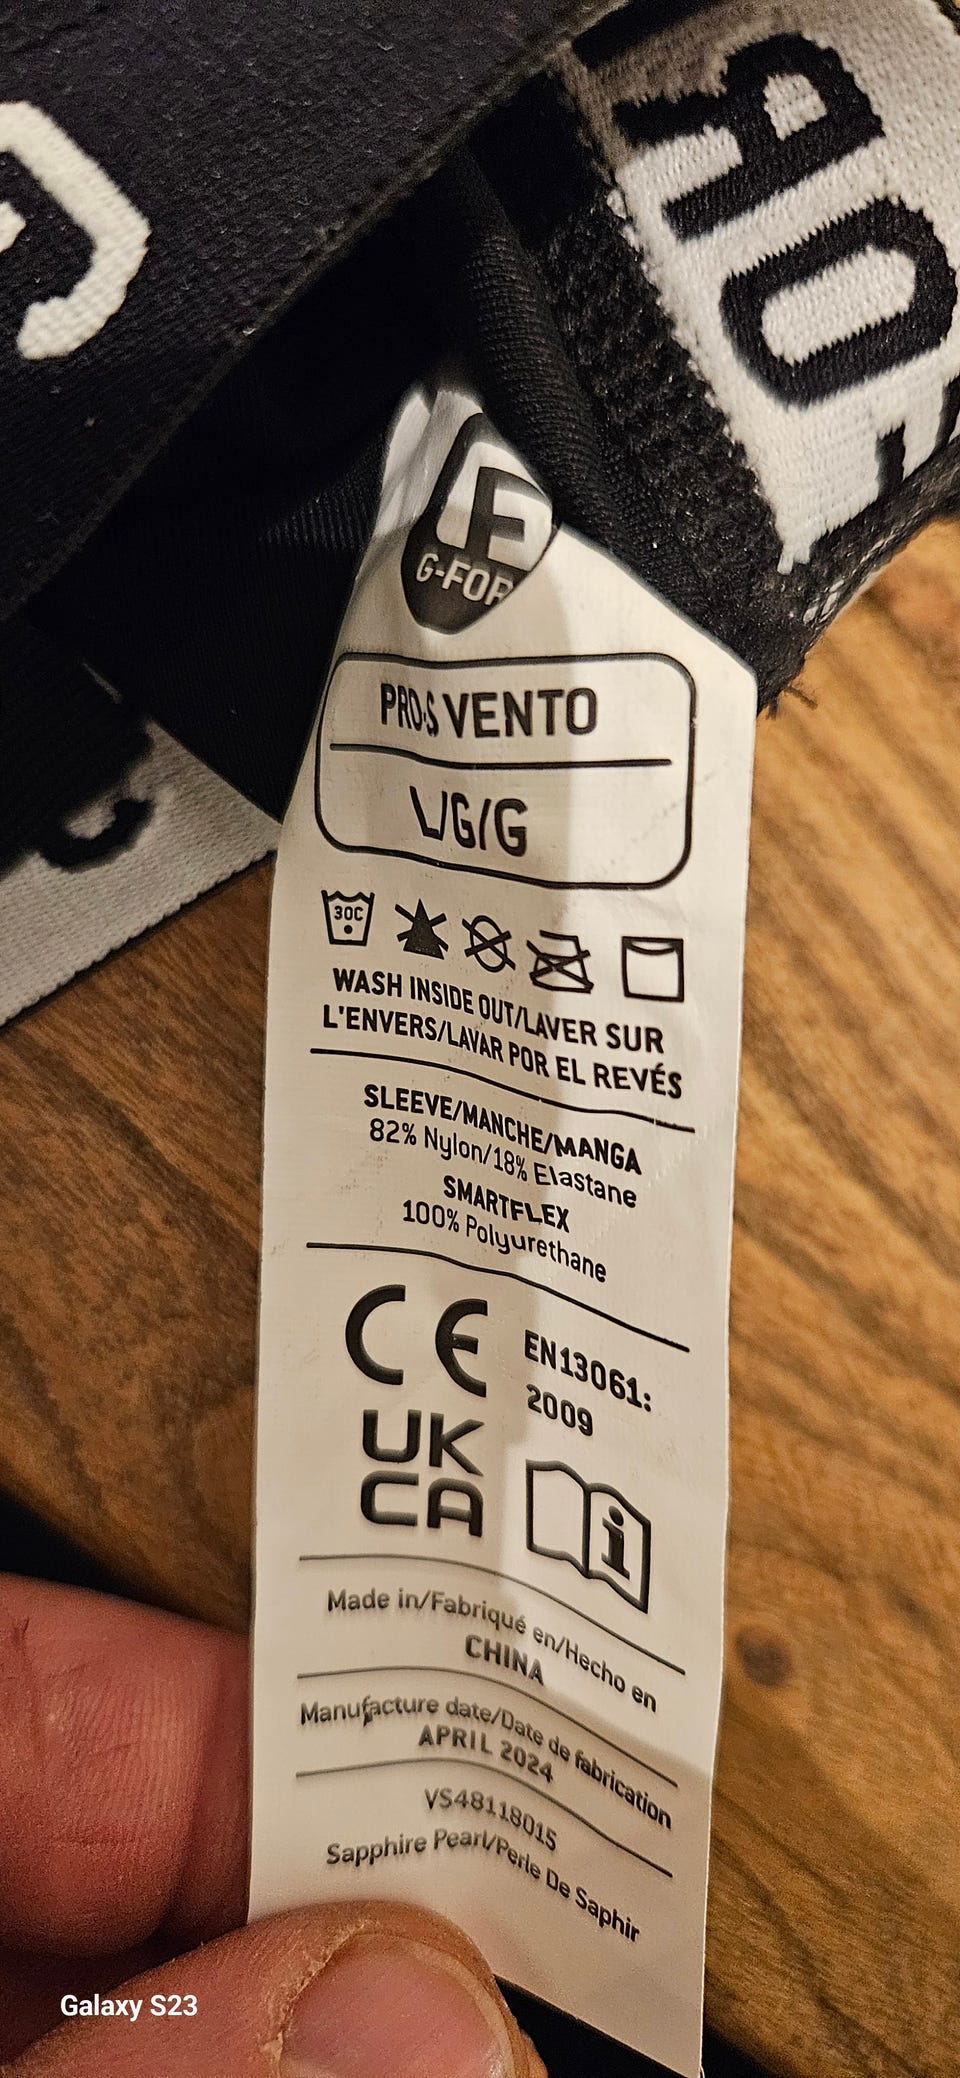 G-FOR
PRO-S VENTO
L/G/G
30C
WASH INSIDE OUT/LAVER SUR
L'ENVERS/LAVAR POR EL REVÉS
SLEEVE/MANCHE/MANGA
82% Nylon/18% Elastane
SMARTFLEX
100% Polyurethane
CE
EN13061:
2009
UK
CA
i
Made in/Fabriqué en/Hecho en
CHINA
Manufacture date/Date de fabrication
APRIL 2024
VS48118015
Sapphire Pearl/Perle De Saphir
Galaxy S23